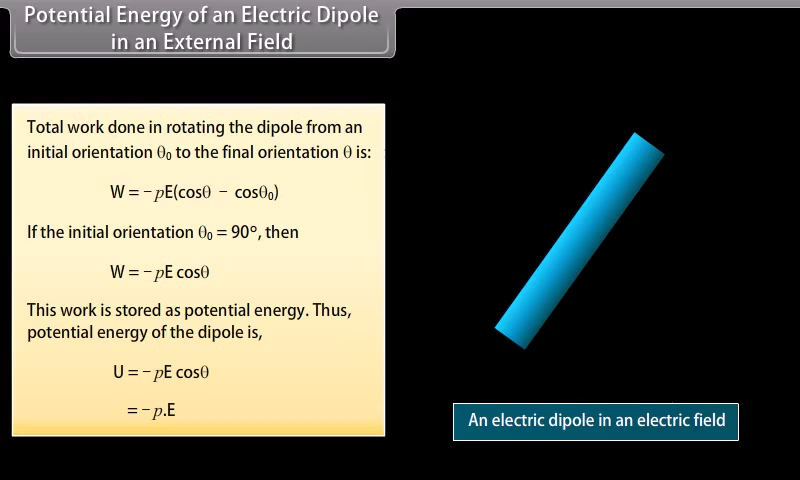 Potential Energy of an Electric Dipole
in an External Field
Total work done in rotating the dipole from an
initial orientation θ₀ to the final orientation θ is:
W = −pE(cosθ − cosθ₀)
If the initial orientation θ₀ = 90°, then
W = −pE cosθ
This work is stored as potential energy. Thus,
potential energy of the dipole is,
U = −pE cosθ
= −p.E
An electric dipole in an electric field